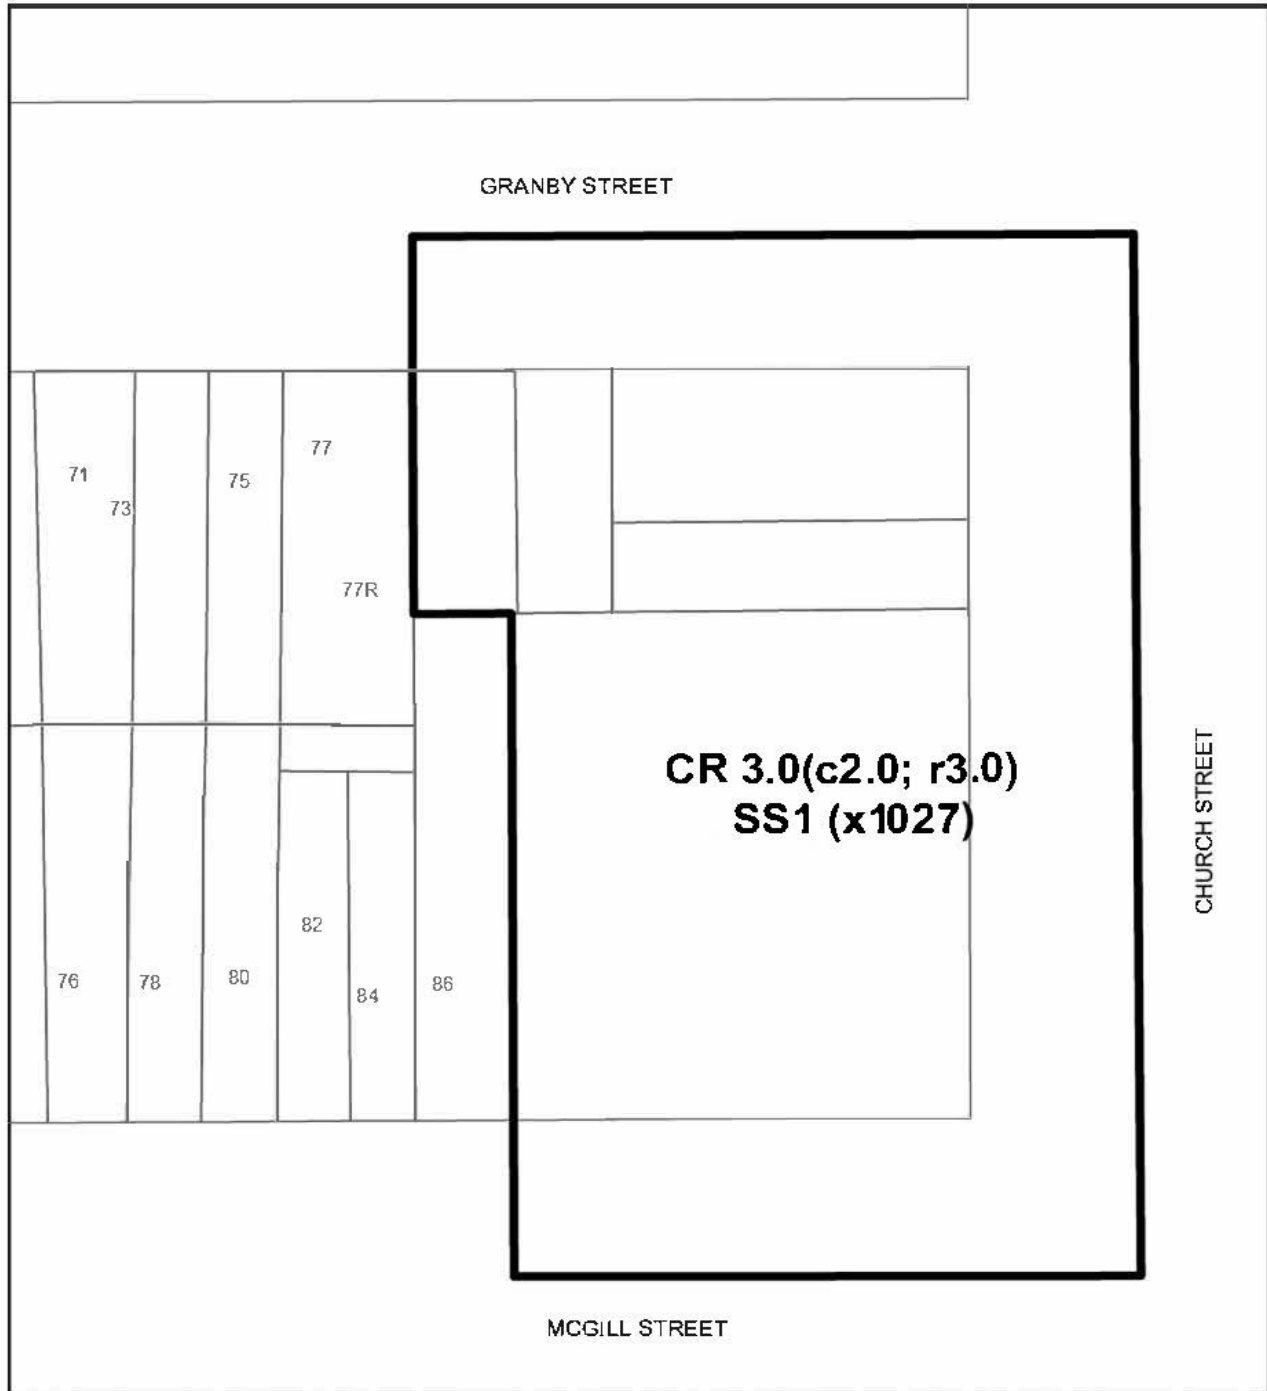 GRANBY STREET
77
71
75
73
77R
CR 3.0(c2.0; r3.0)
SS1 (x1027)
CHURCH STREET
82
76
78
80
84
86
MCGILL STREET